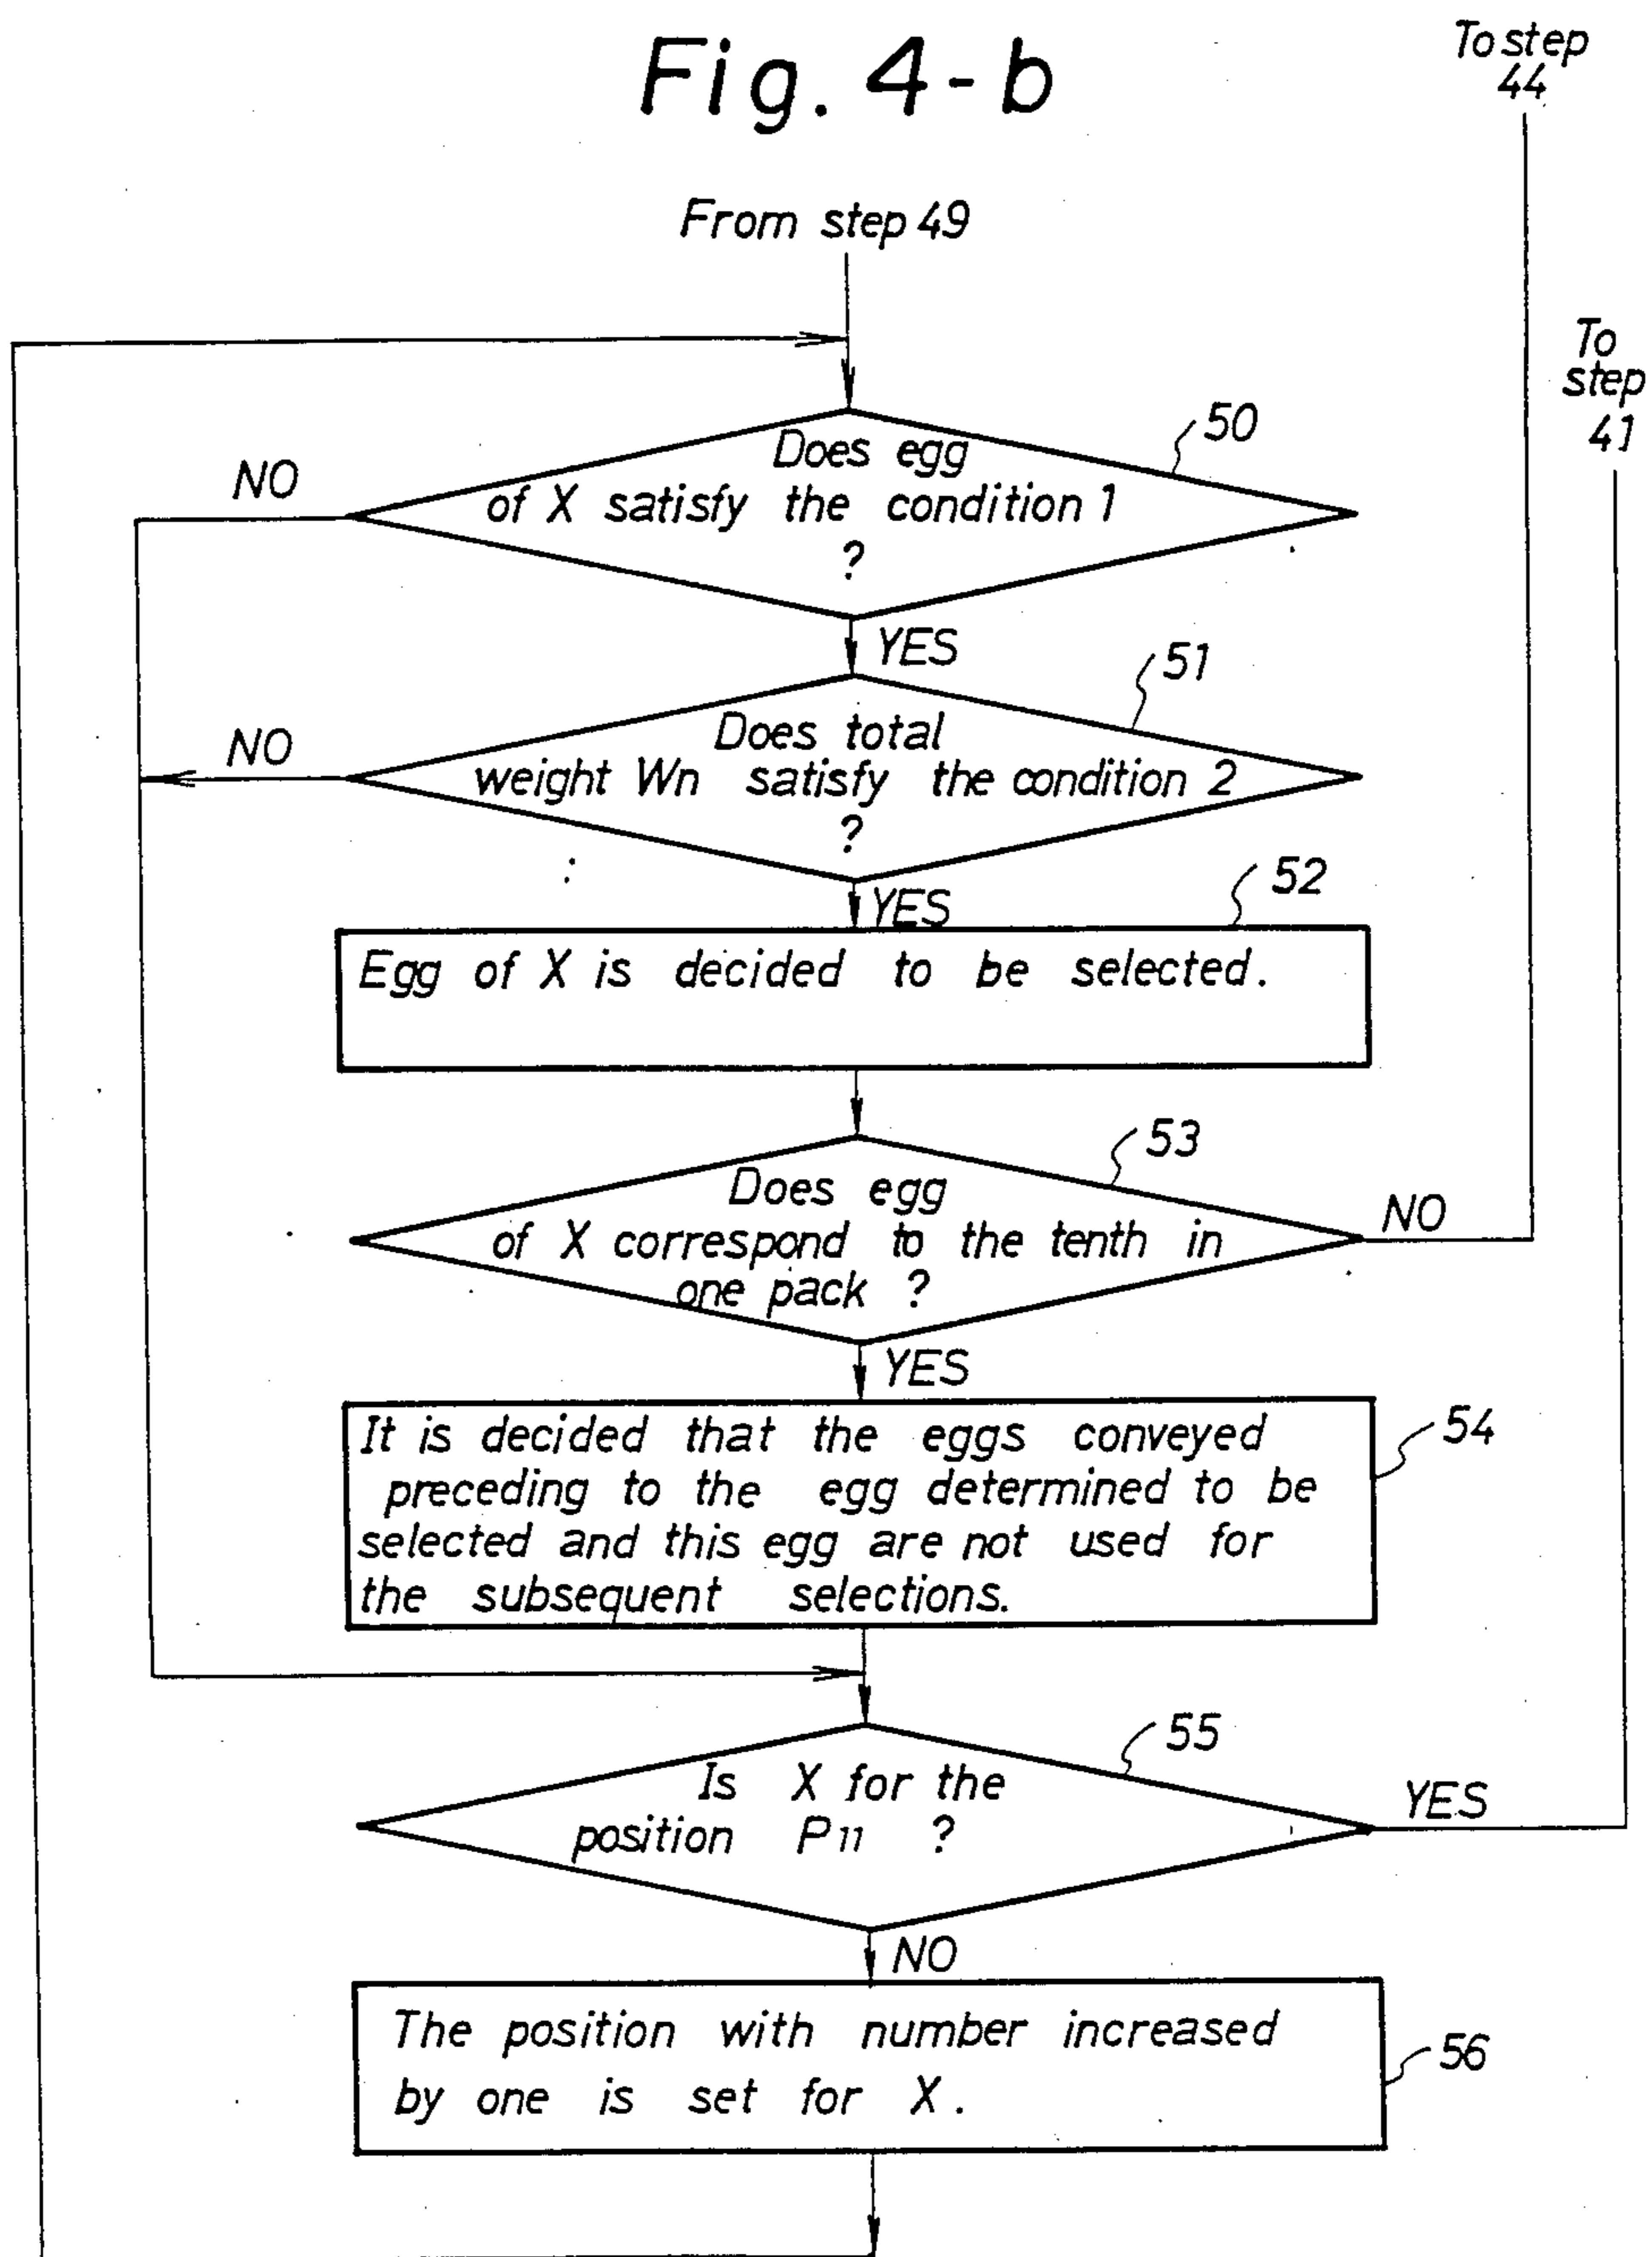 Fig. 4-b
To step
44
From step 49
To
step
41
50
NO
Does egg
of X satisfy the condition 1
?
YES
51
NO
Does total
weight Wn satisfy the condition 2
?
YES
52
Egg of X is decided to be selected.
53
Does egg
of X correspond to the tenth in
one pack ?
NO
YES
54
It is decided that the eggs conveyed
preceding to the egg determined to be
selected and this egg are not used for
the subsequent selections.
55
Is X for the
position P11 ?
YES
NO
The position with number increased
by one is set for X.
56